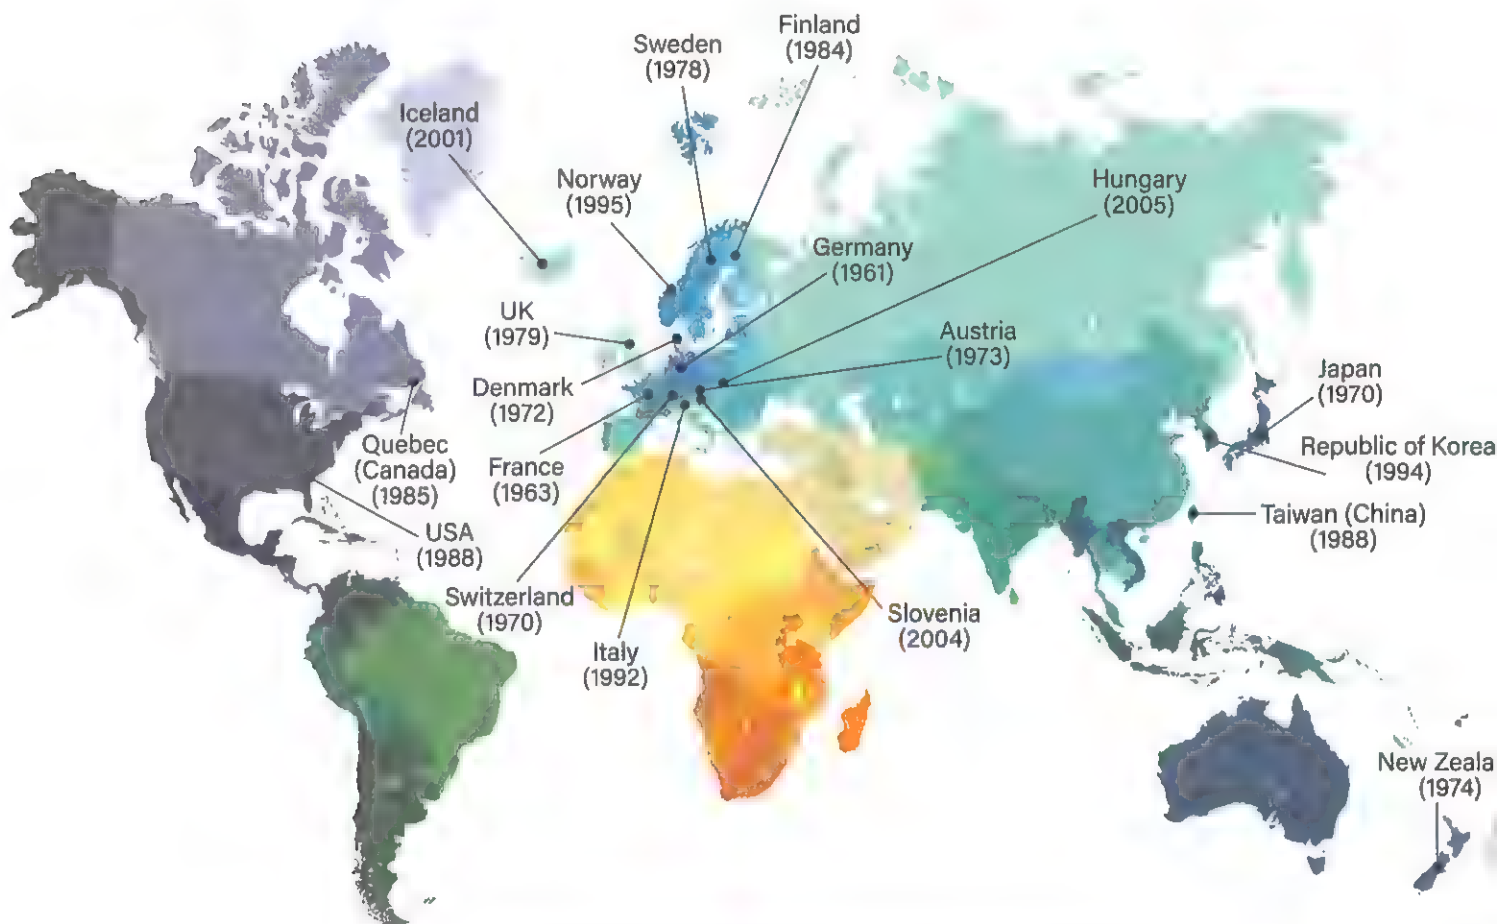 Finland
(1984)
Sweden
(1978)
Iceland
(2001)
Norway
(1995)
Hungary
(2005)
Germany
(1961)
UK
(1979)
Austria
(1973)
Denmark
(1972)
Japan
(1970)
Quebec
(Canada)
(1985)
France
(1963)
Republic of Korea
(1994)
USA
(1988)
Taiwan (China)
(1988)
Switzerland
(1970)
Slovenia
(2004)
Italy
(1992)
New Zeala
(1974)